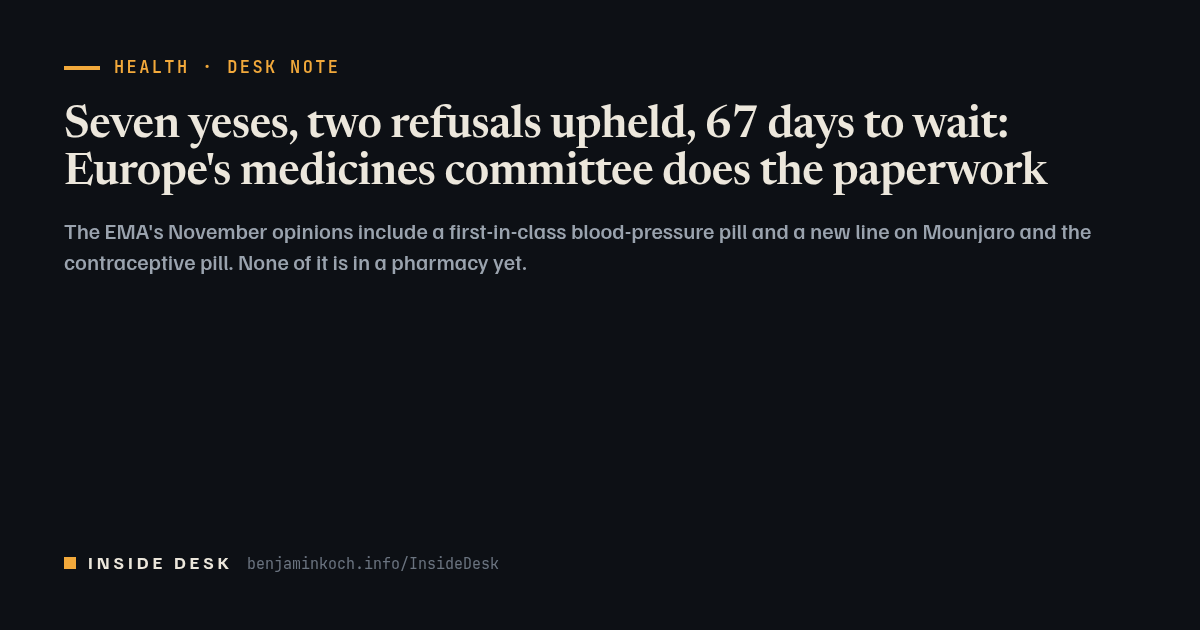 HEALTH · DESK NOTE
Seven yeses, two refusals upheld, 67 days to wait:
Europe's medicines committee does the paperwork
The EMA's November opinions include a first-in-class blood-pressure pill and a new line on Mounjaro and the
contraceptive pill. None of it is in a pharmacy yet.
INSIDE DESK benjaminkoch.info/InsideDesk